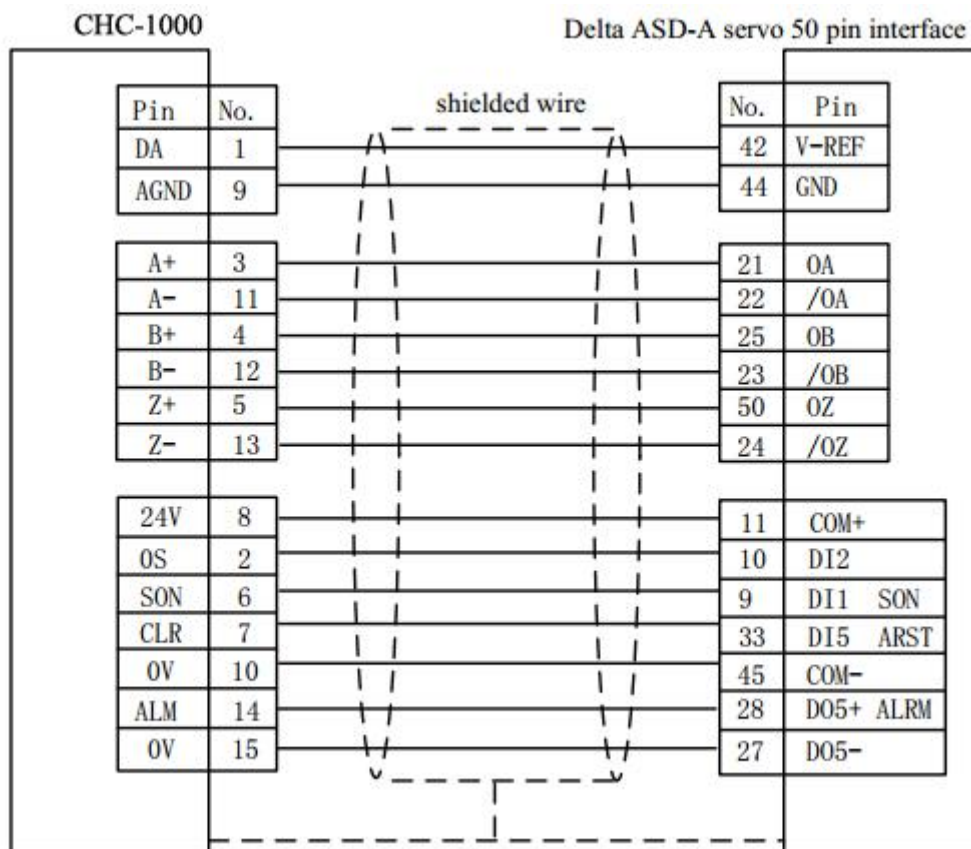 CHC-1000 Delta ASD-A servo 50 pin interface
shielded wire
Pin No. No. Pin
DA 1 42 V-REF
AGND 9 44 GND
A+ 3 21 OA
A- 11 22 /OA
B+ 4 25 OB
B- 12 23 /OB
Z+ 5 50 OZ
Z- 13 24 /OZ
24V 8 11 COM+
OS 2 10 DI2
SON 6 9 DI1 SON
CLR 7 33 DI5 ARST
0V 10 45 COM-
ALM 14 28 DO5+ ALRM
0V 15 27 DO5-